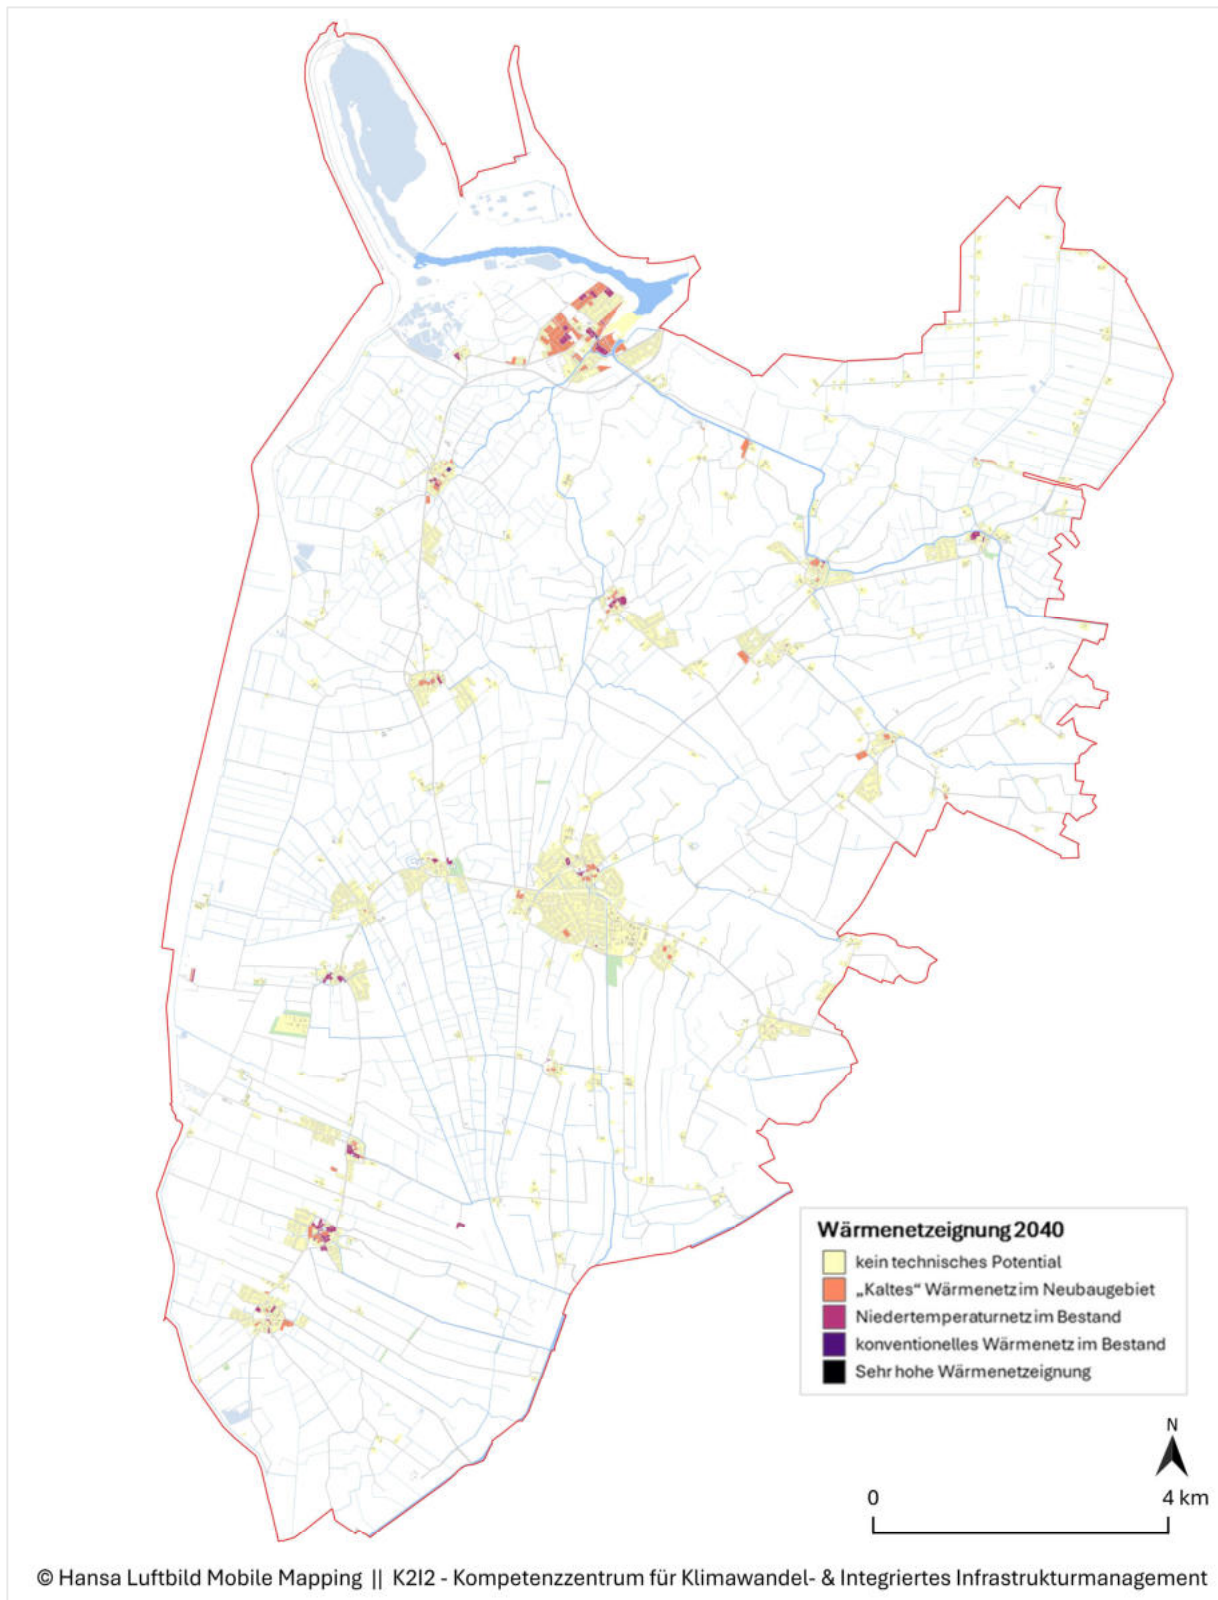 Wärmenetzeignung 2040
kein technisches Potential
„Kaltes“ Wärmenetz im Neubaugebiet
Niedertemperaturnetz im Bestand
konventionelles Wärmenetz im Bestand
Sehr hohe Wärmenetzeignung
N
0 4 km
© Hansa Luftbild Mobile Mapping || K2I2 - Kompetenzzentrum für Klimawandel- & Integriertes Infrastrukturmanagement